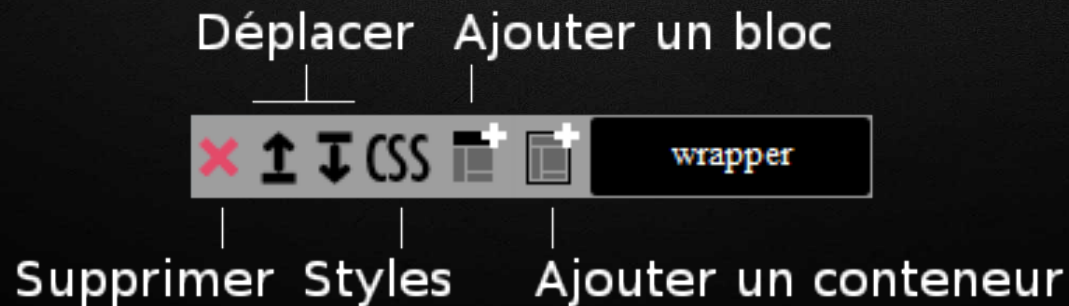 Déplacer Ajouter un bloc
CSS wrapper
Supprimer Styles Ajouter un conteneur